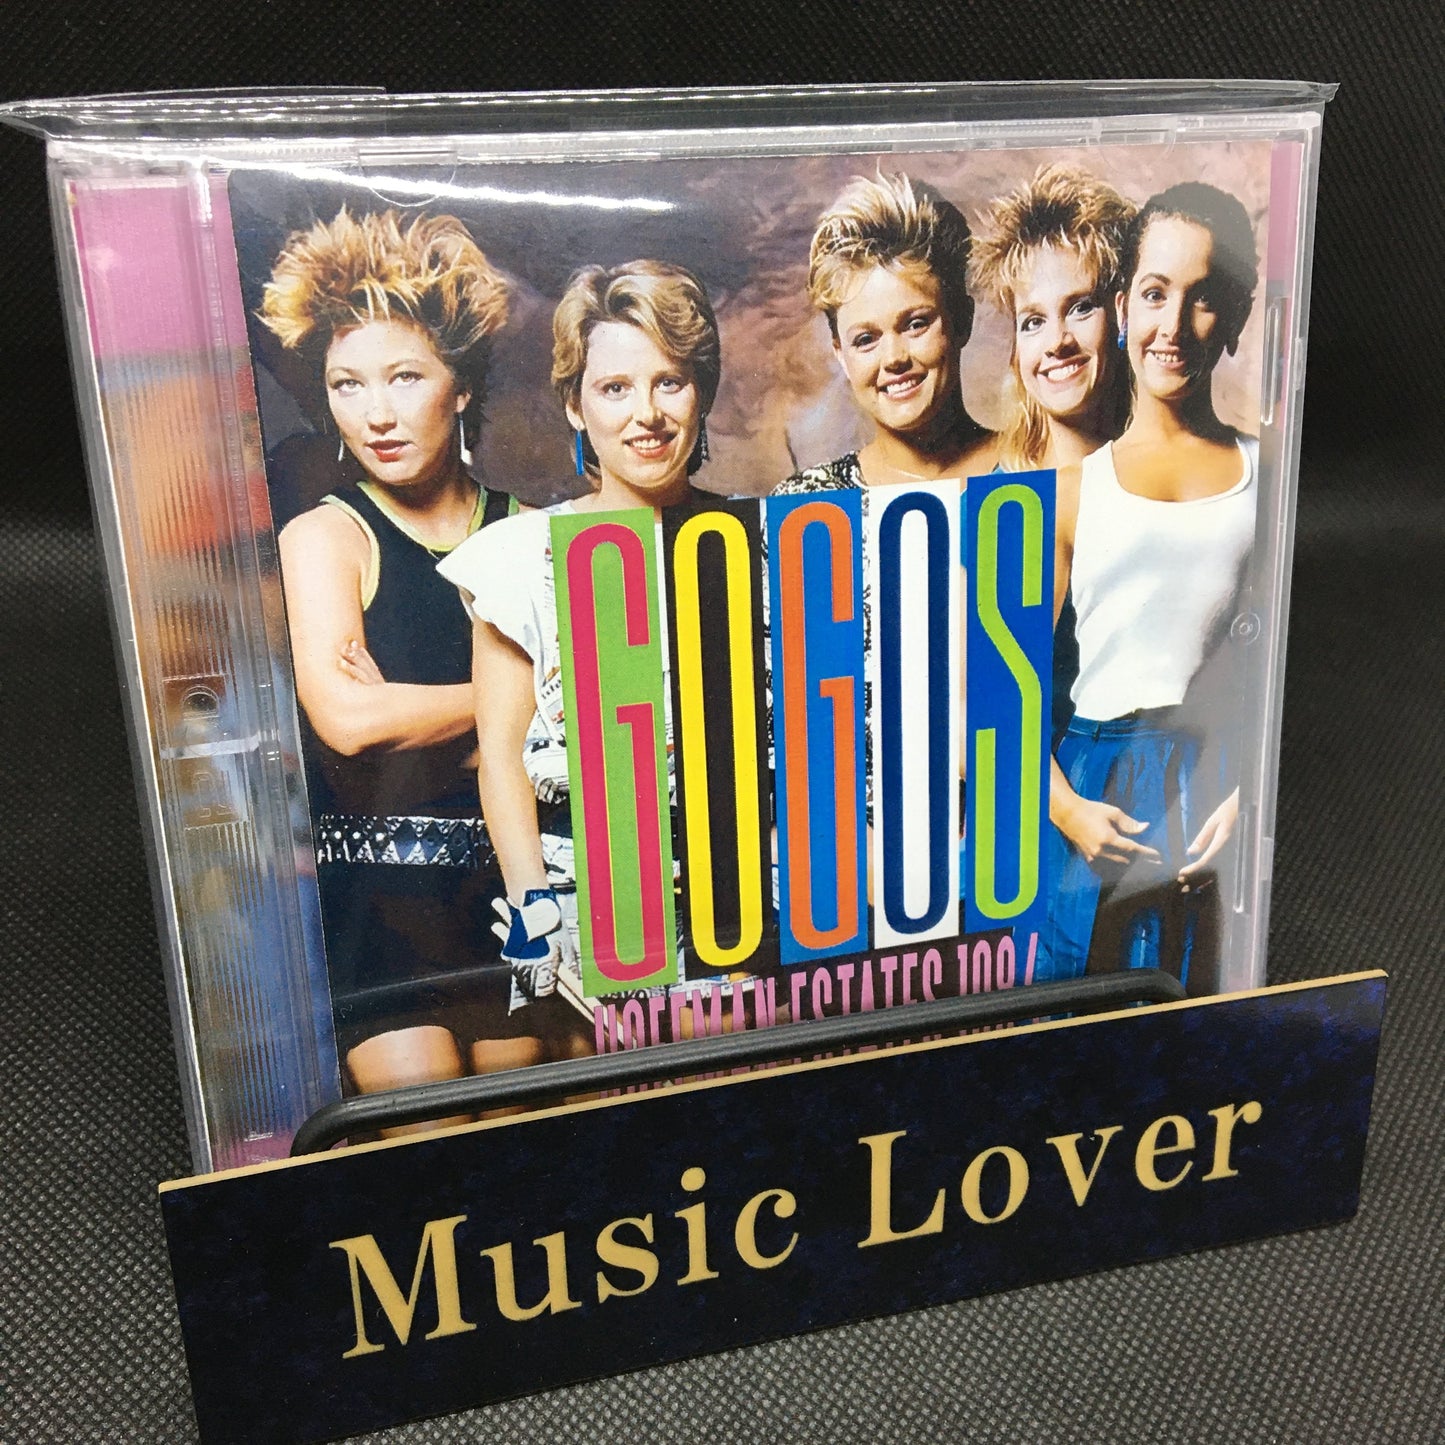 GOGOS
HOFFMAN ESTATES 1984
Music Lover